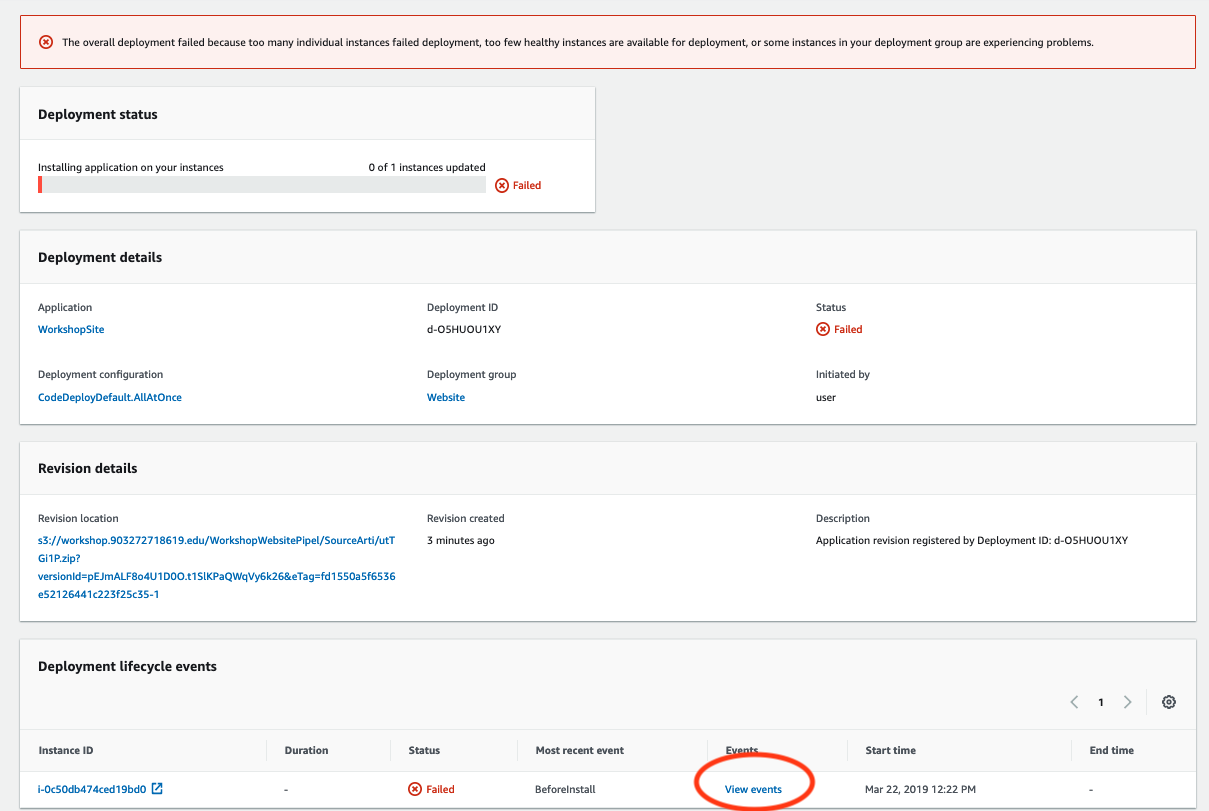 The overall deployment failed because too many individual instances failed deployment, too few healthy instances are available for deployment, or some instances in your deployment group are experiencing problems.
Deployment status
Installing application on your instances 0 of 1 instances updated
Failed
Deployment details
Application Deployment ID Status
WorkshopSite d-O5HUOU1XY Failed
Deployment configuration Deployment group Initiated by
CodeDeployDefault.AllAtOnce Website user
Revision details
Revision location Revision created Description
s3://workshop.903272718619.edu/WorkshopWebsitePipel/SourceArti/utT 3 minutes ago Application revision registered by Deployment ID: d-O5HUOU1XY
Gi1P.zip?
versionId=pEJmALF8o4U1D0O.t1SlKPaQWqVy6k26&eTag=fd1550a5f6536
e52126441c223f25c35-1
Deployment lifecycle events
1
Instance ID Duration Status Most recent event Events Start time End time
i-0c50db474ced19bd0 - Failed BeforeInstall View events Mar 22, 2019 12:22 PM -